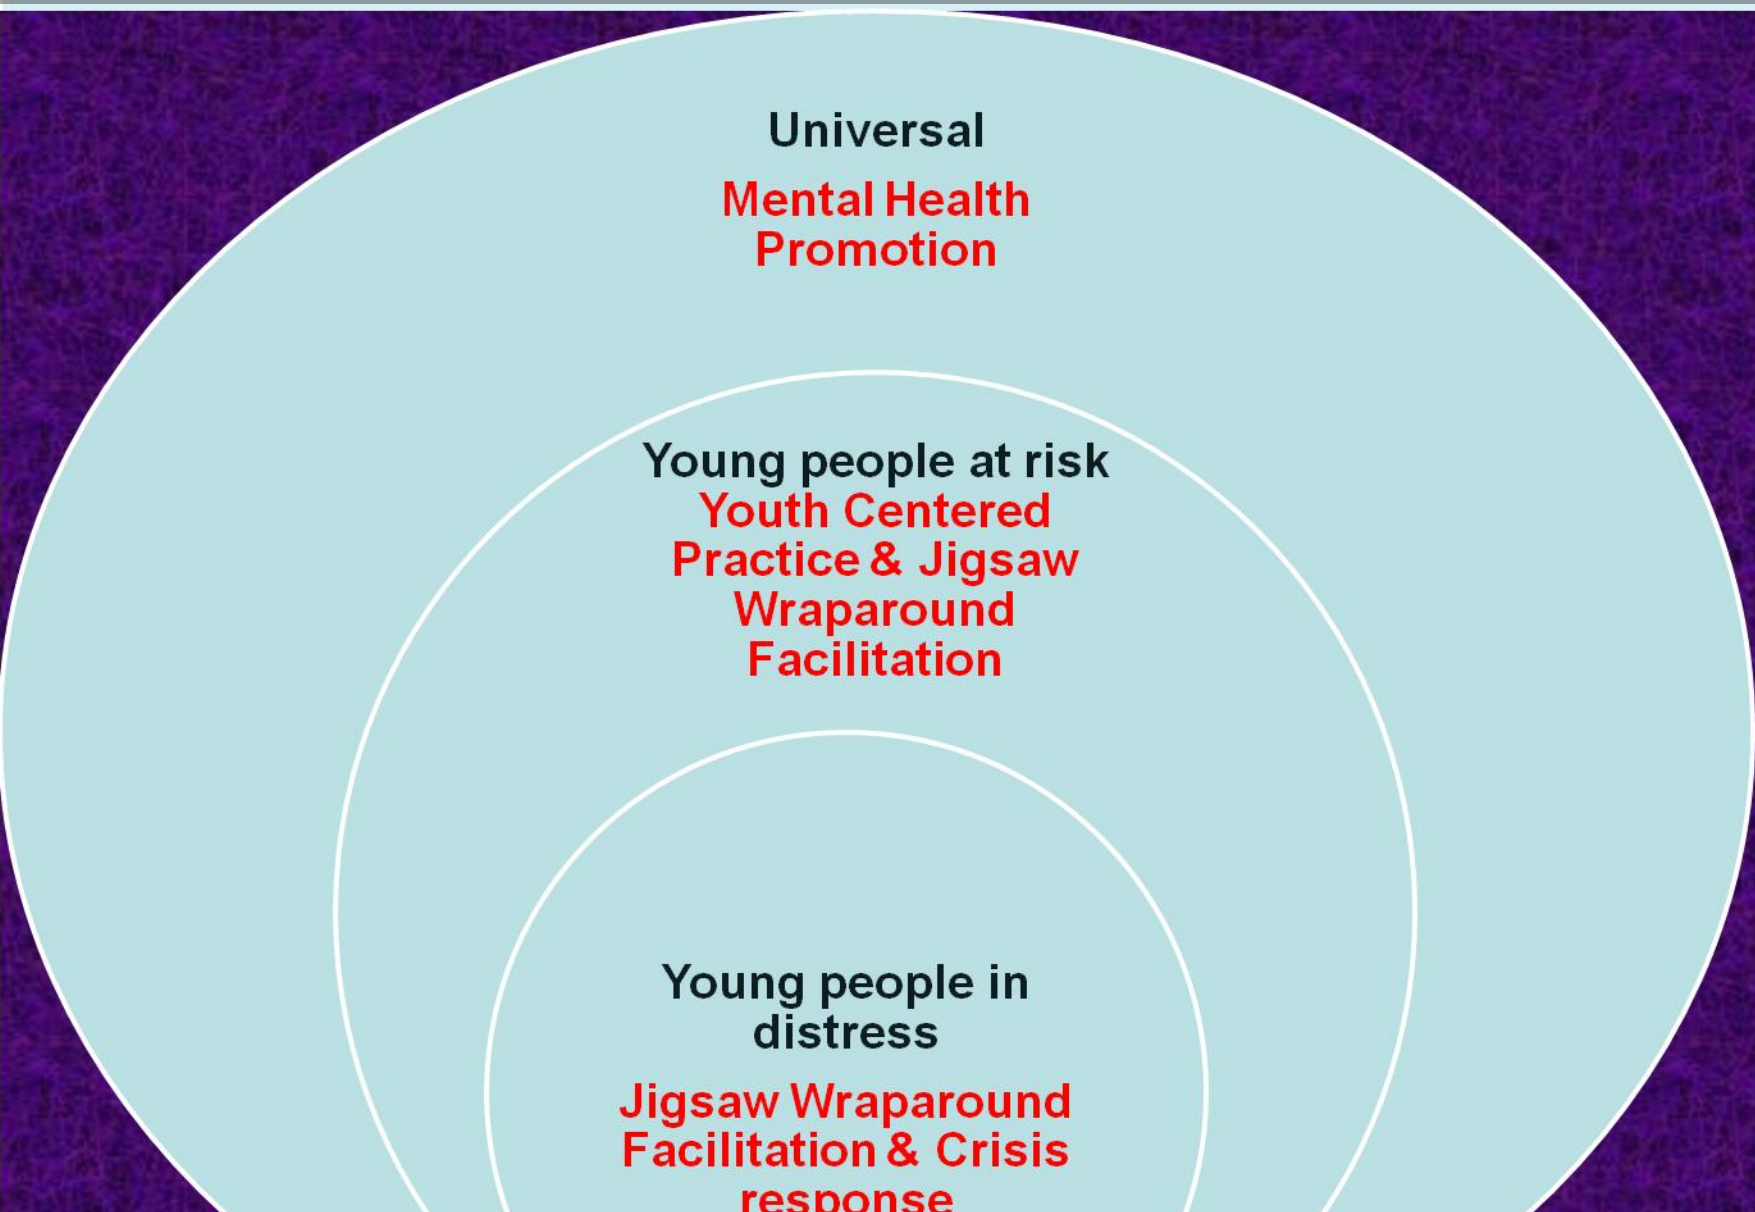 Universal
Mental Health
Promotion
Young people at risk
Youth Centered
Practice & Jigsaw
Wraparound
Facilitation
Young people in
distress
Jigsaw Wraparound
Facilitation & Crisis
response